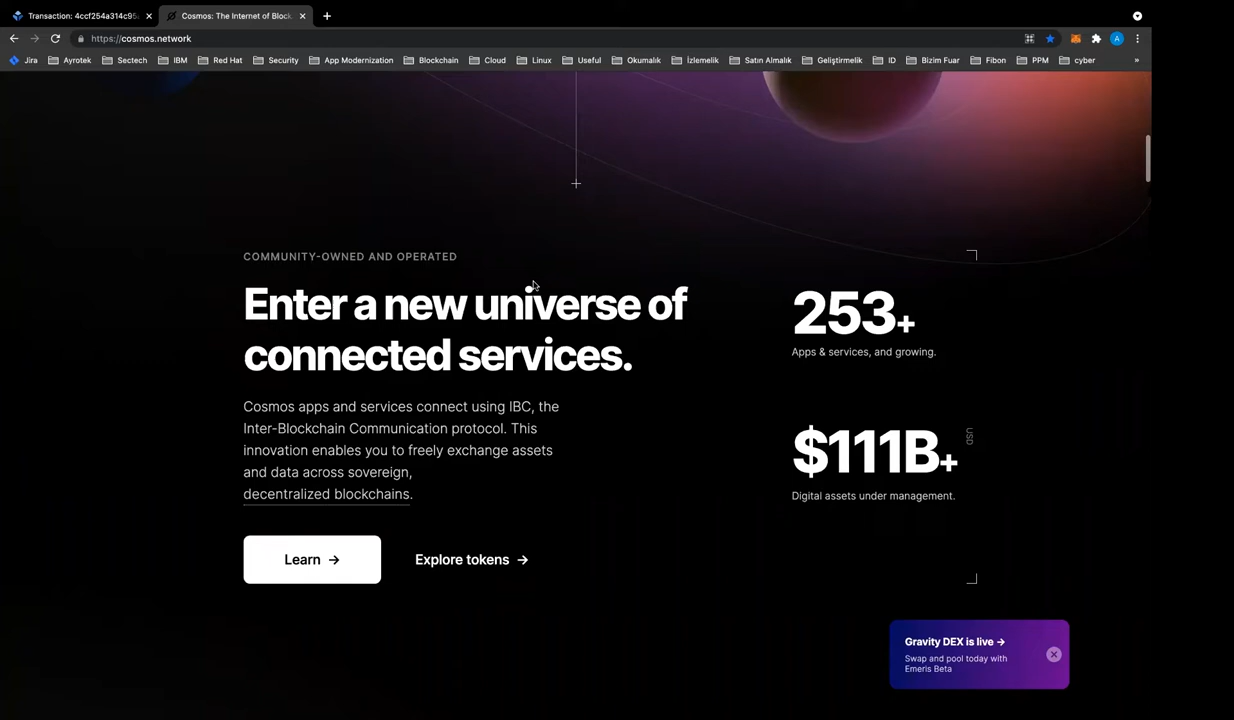 Transaction: 4ccf254a314c95
Cosmos: The Internet of Block
https://cosmos.network
A
Jira Ayrotek Sectech IBM Red Hat Security App Modernization Blockchain Cloud Linux Useful Okumalık İzlemelik Satın Almalık Geliştirmelik ID Bizim Fuar Fibon PPM cyber »
COMMUNITY-OWNED AND OPERATED
Enter a new universe of
connected services.
Cosmos apps and services connect using IBC, the
Inter-Blockchain Communication protocol. This
innovation enables you to freely exchange assets
and data across sovereign,
decentralized blockchains.
Learn →
Explore tokens →
253+
Apps & services, and growing.
$111B+
USD
Digital assets under management.
Gravity DEX is live →
Swap and pool today with
Emeris Beta